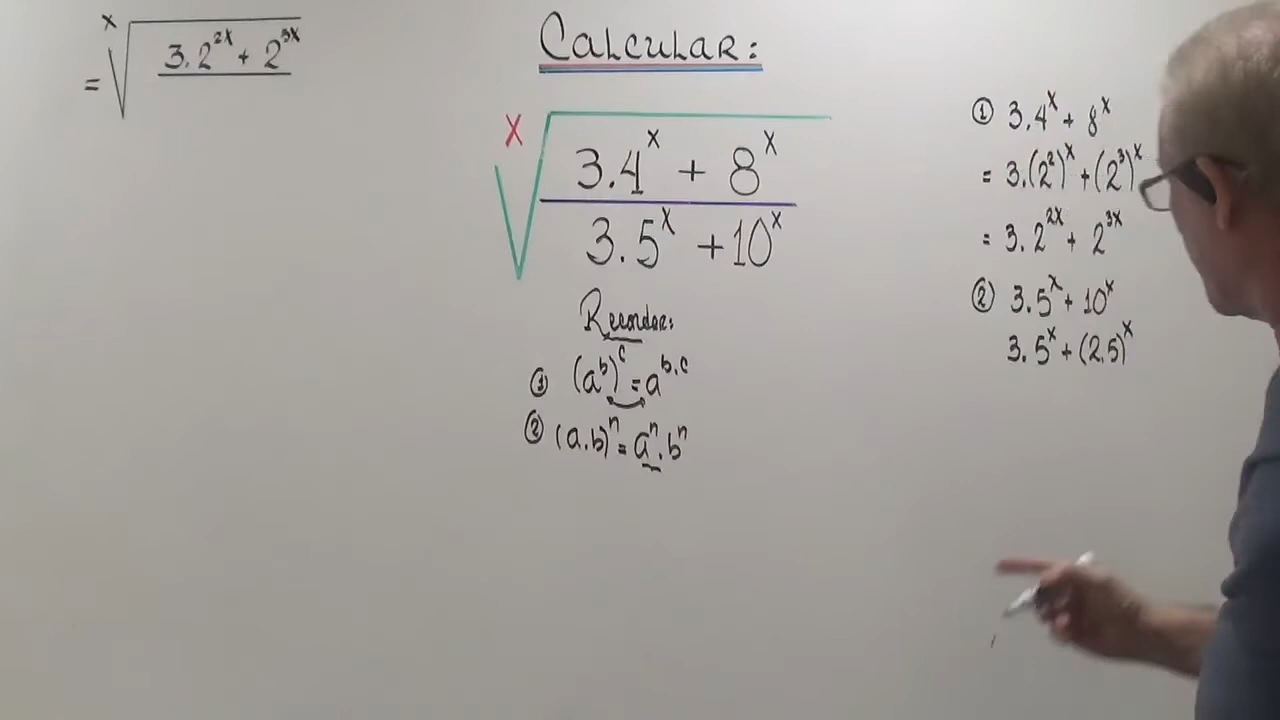 = ˣ√ 3.2^{2x} + 2^{3x}
Calcular:
ˣ√ (3.4^x + 8^x) / (3.5^x + 10^x)
Recordar:
① (a^b)^c = a^{b.c}
② (a.b)^n = a^n.b^n
① 3.4^x + 8^x
= 3.(2^2)^x + (2^3)^x
= 3.2^{2x} + 2^{3x}
② 3.5^x + 10^x
3.5^x + (2.5)^x